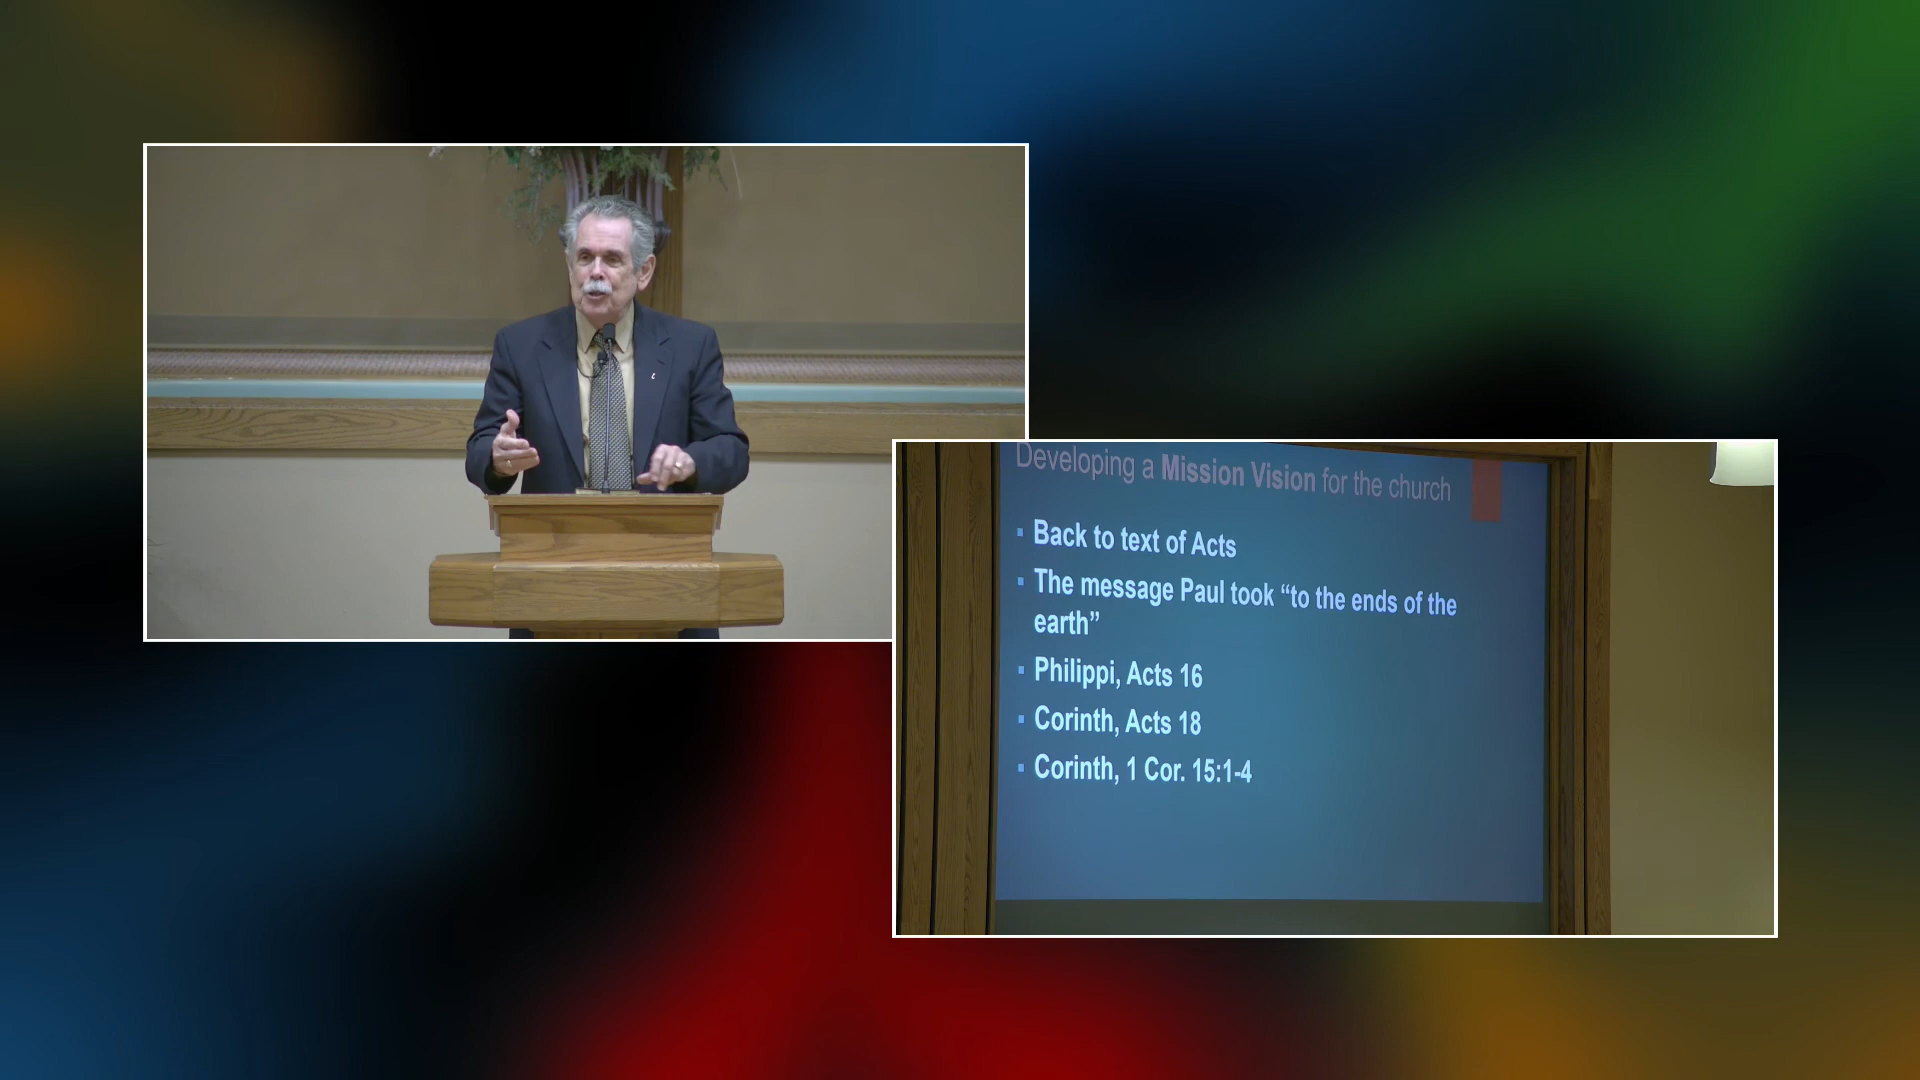 Developing a Mission Vision for the church
Back to text of Acts
The message Paul took “to the ends of the
earth”
Philippi, Acts 16
Corinth, Acts 18
Corinth, 1 Cor. 15:1-4